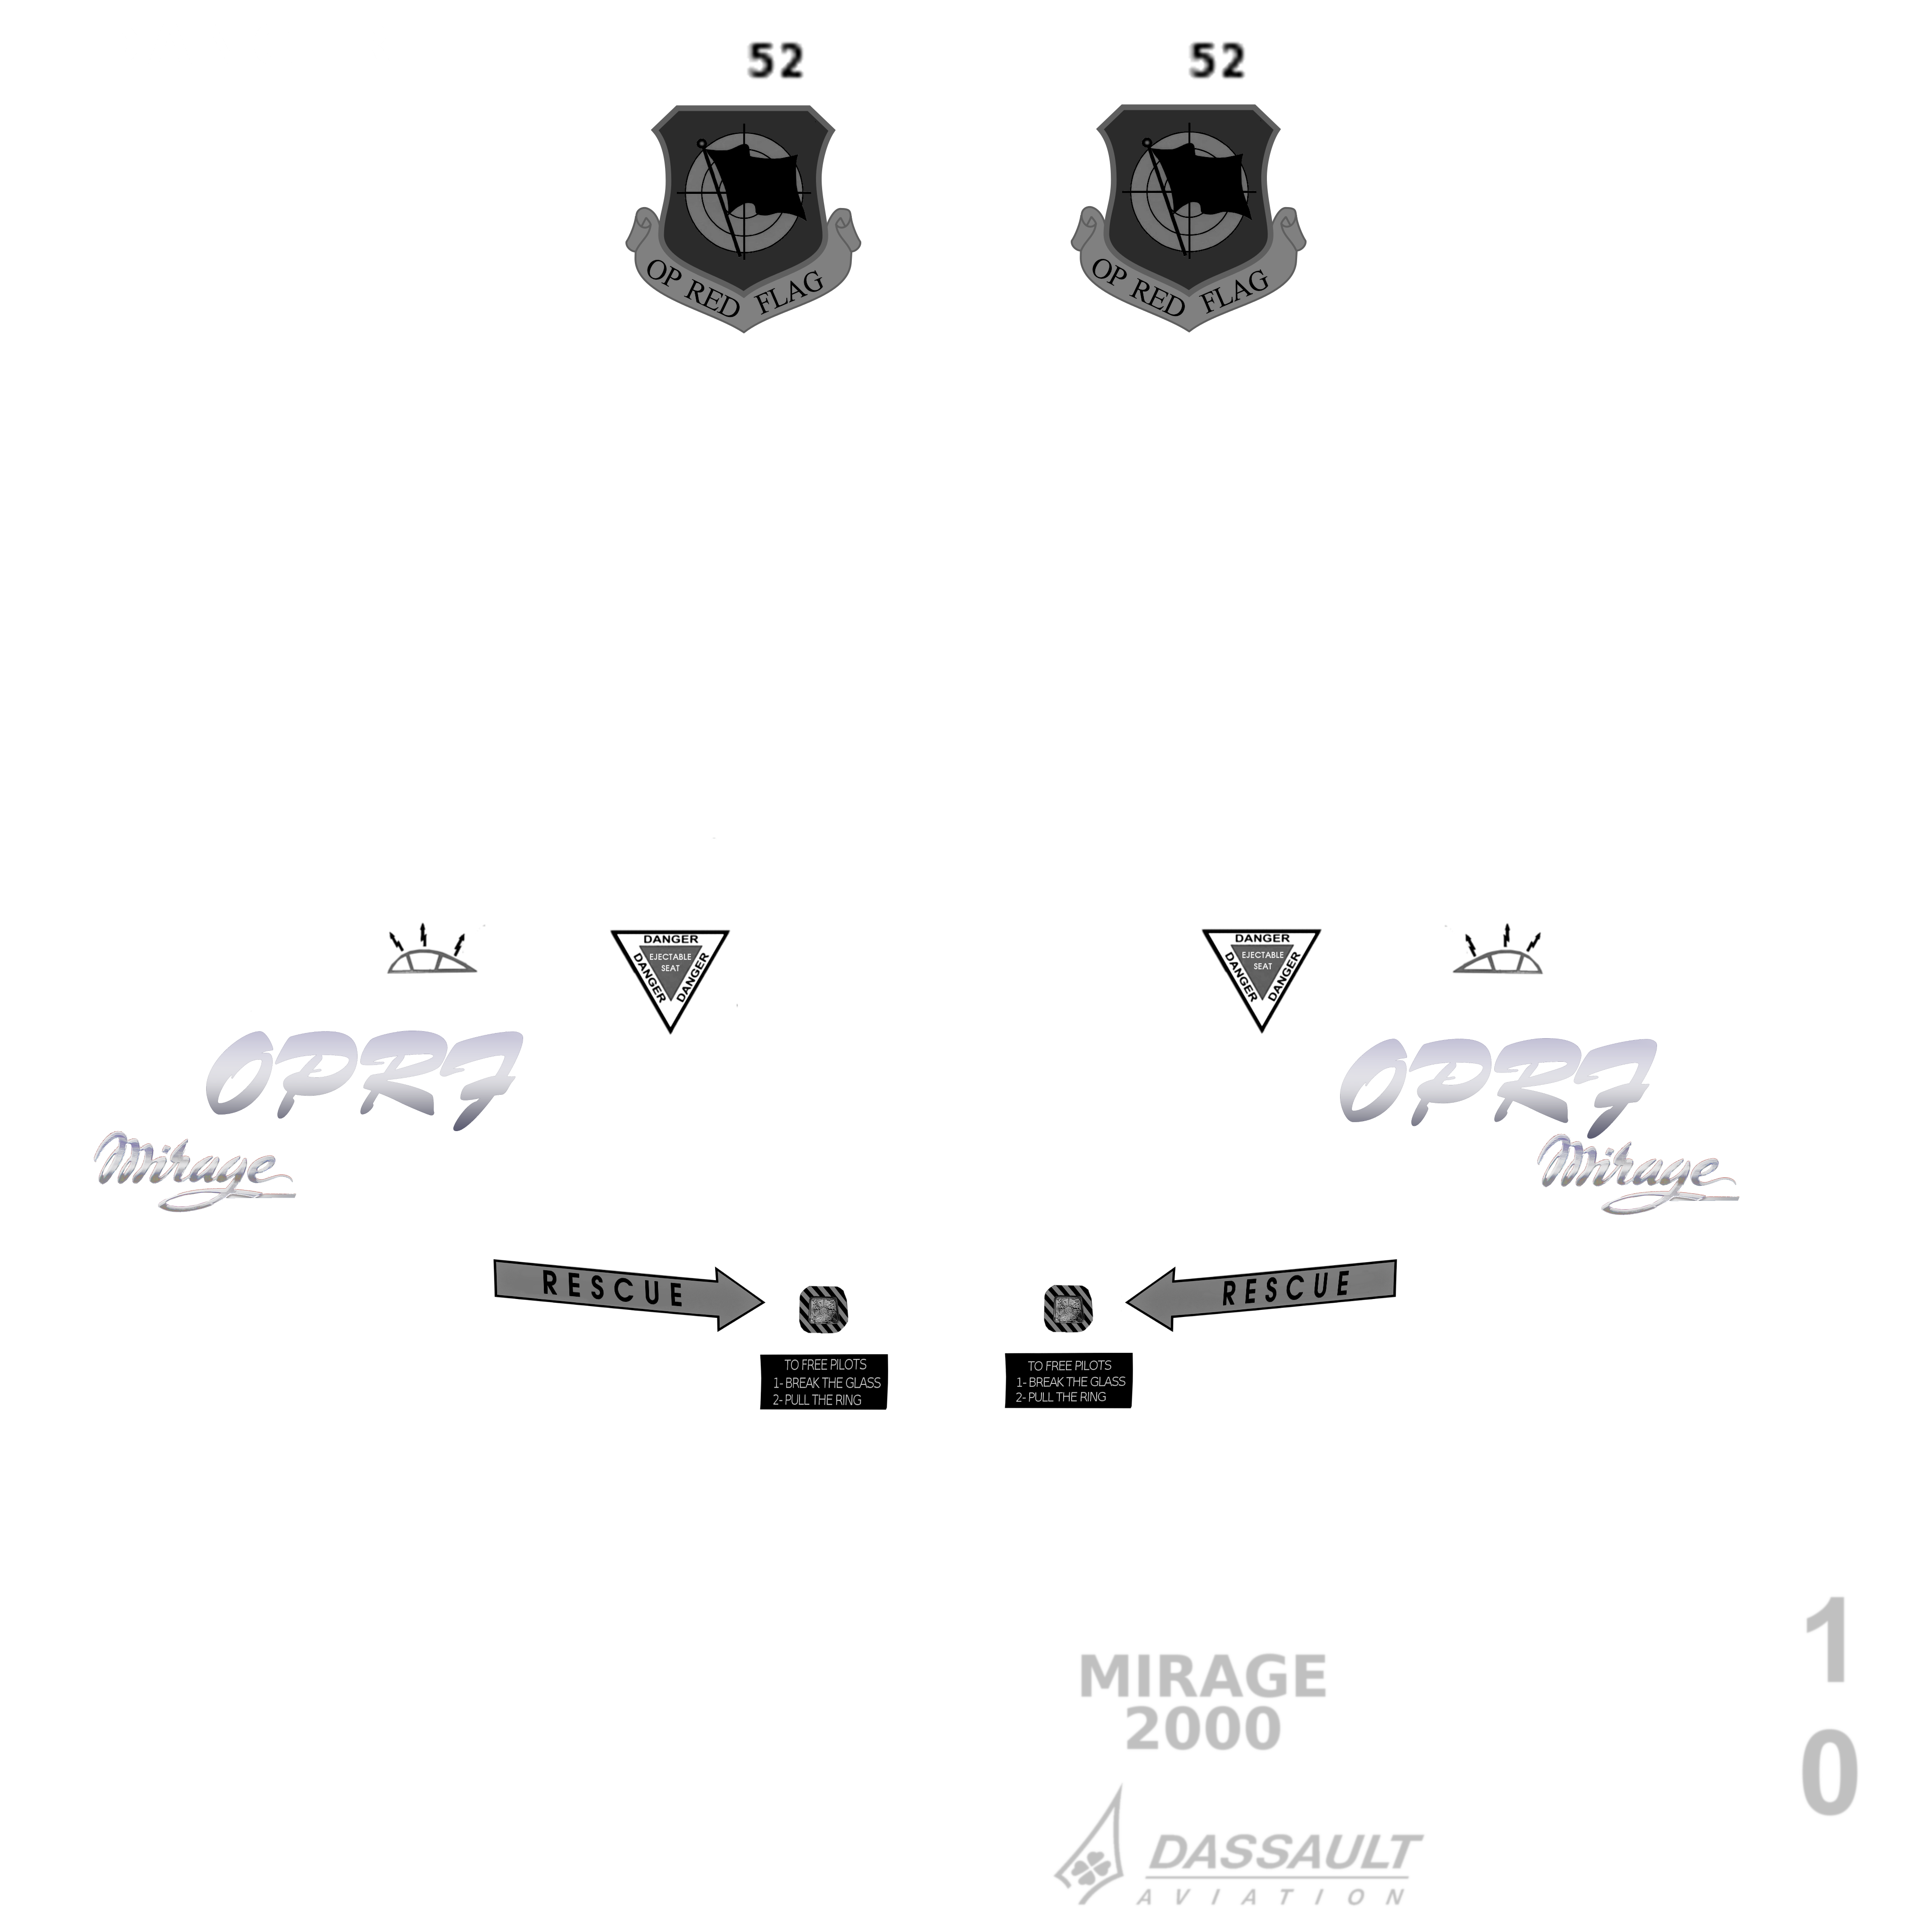 52
52
OP RED FLAG
OP RED FLAG
DANGER
EJECTABLE
SEAT
DANGER
DANGER
DANGER
EJECTABLE
SEAT
DANGER
DANGER
OPRF
OPRF
Mirage
Mirage
RESCUE
RESCUE
TO FREE PILOTS
1- BREAK THE GLASS
2- PULL THE RING
TO FREE PILOTS
1- BREAK THE GLASS
2- PULL THE RING
MIRAGE
2000
1
0
DASSAULT
AVIATION